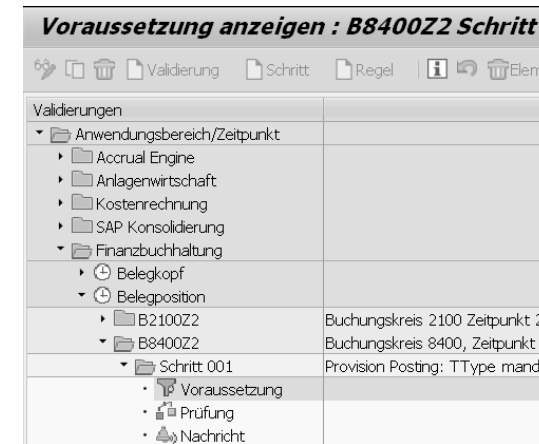 Voraussetzung anzeigen : B8400Z2 Schritt
Validierung Schritt Regel
Validierungen
Anwendungsbereich/Zeitpunkt
Accrual Engine
Anlagenwirtschaft
Kostenrechnung
SAP Konsolidierung
Finanzbuchhaltung
Belegkopf
Belegposition
B2100Z2 Buchungskreis 2100 Zeitpunkt 2
B8400Z2 Buchungskreis 8400, Zeitpunkt
Schritt 001 Provision Posting: TType mand
Voraussetzung
Prüfung
Nachricht